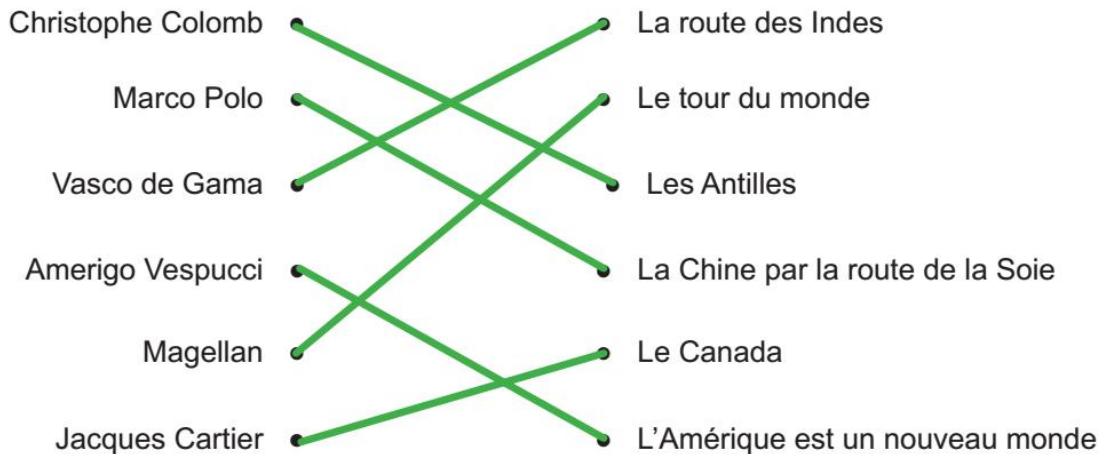 Christophe Colomb La route des Indes
Marco Polo Le tour du monde
Vasco de Gama Les Antilles
Amerigo Vespucci La Chine par la route de la Soie
Magellan Le Canada
Jacques Cartier L'Amérique est un nouveau monde